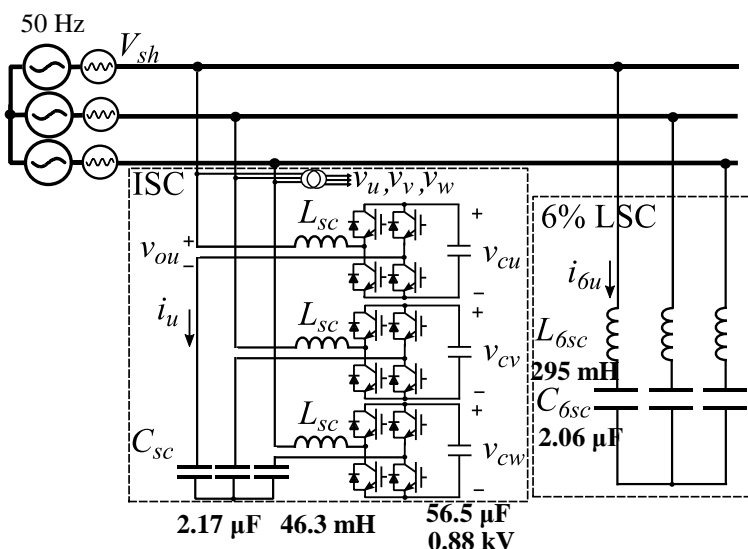 50 Hz
V_sh
ISC
v_u,v_v,v_w
L_sc
+
v_ou
−
+
v_cu
−
i_u
L_sc
+
v_cv
−
L_sc
+
v_cw
−
C_sc
2.17 µF
46.3 mH
56.5 µF
0.88 kV
6% LSC
i_6u
L_6sc
295 mH
C_6sc
2.06 µF